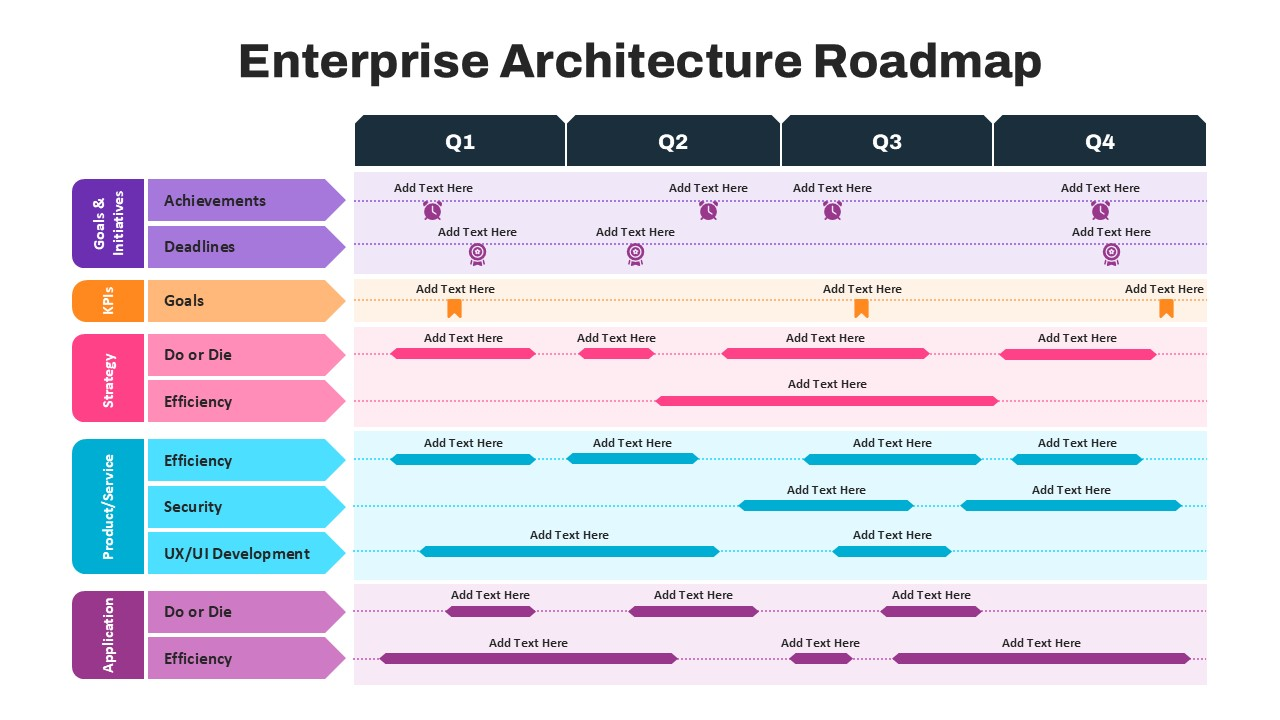 Enterprise Architecture Roadmap
Q1 Q2 Q3 Q4
Goals &
Initiatives
Achievements
Add Text Here Add Text Here Add Text Here Add Text Here
Deadlines
Add Text Here Add Text Here Add Text Here
KPIs
Goals
Add Text Here Add Text Here Add Text Here
Strategy
Do or Die
Add Text Here Add Text Here Add Text Here Add Text Here
Efficiency
Add Text Here
Product/Service
Efficiency
Add Text Here Add Text Here Add Text Here Add Text Here
Security
Add Text Here Add Text Here
UX/UI Development
Add Text Here Add Text Here
Application
Do or Die
Add Text Here Add Text Here Add Text Here
Efficiency
Add Text Here Add Text Here Add Text Here